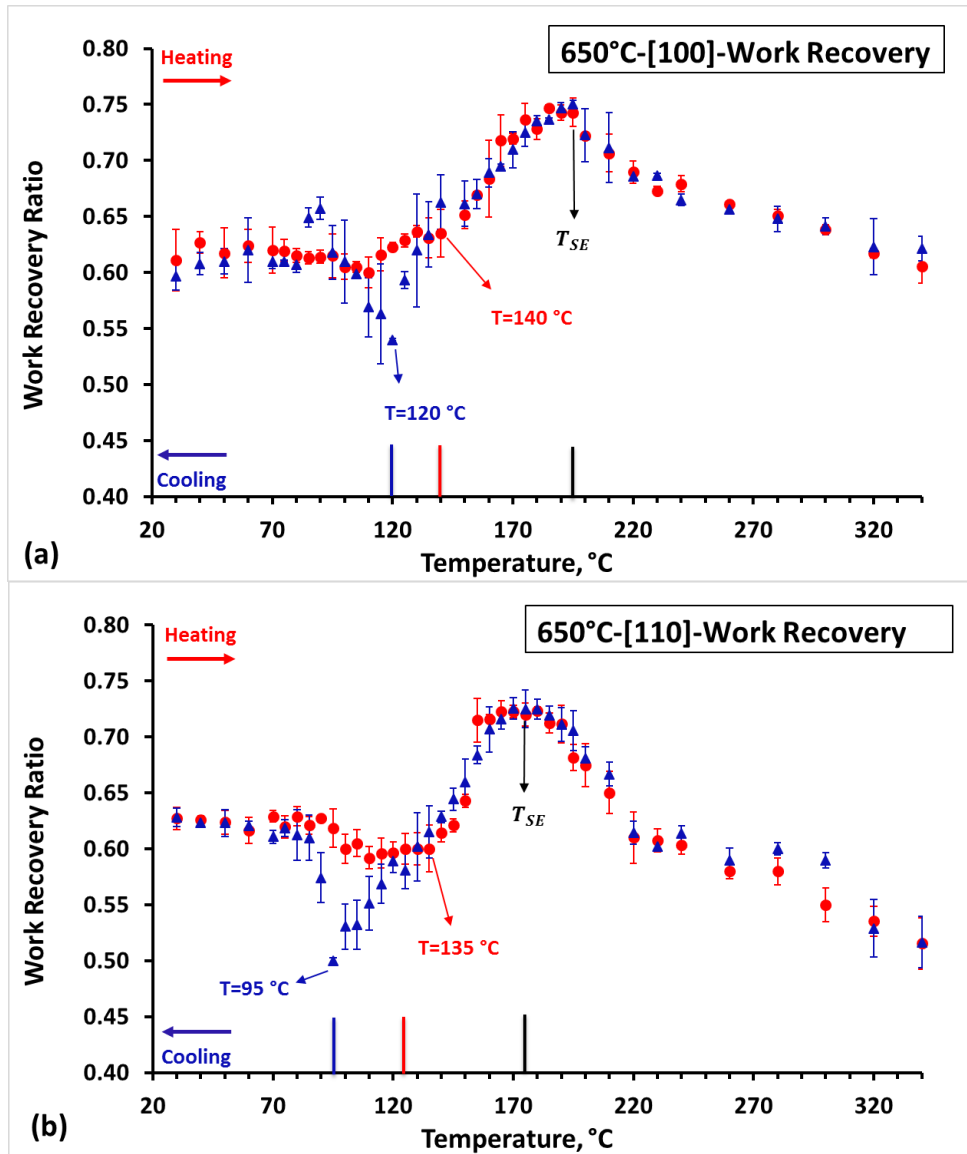 650°C-[100]-Work Recovery
Heating
0.80
0.75
0.70
0.65
0.60
0.55
0.50
0.45
0.40
Work Recovery Ratio
T_SE
T=140 °C
T=120 °C
Cooling
20 70 120 170 220 270 320
Temperature, °C
(a)
650°C-[110]-Work Recovery
Heating
0.80
0.75
0.70
0.65
0.60
0.55
0.50
0.45
0.40
Work Recovery Ratio
T_SE
T=135 °C
T=95 °C
Cooling
20 70 120 170 220 270 320
Temperature, °C
(b)